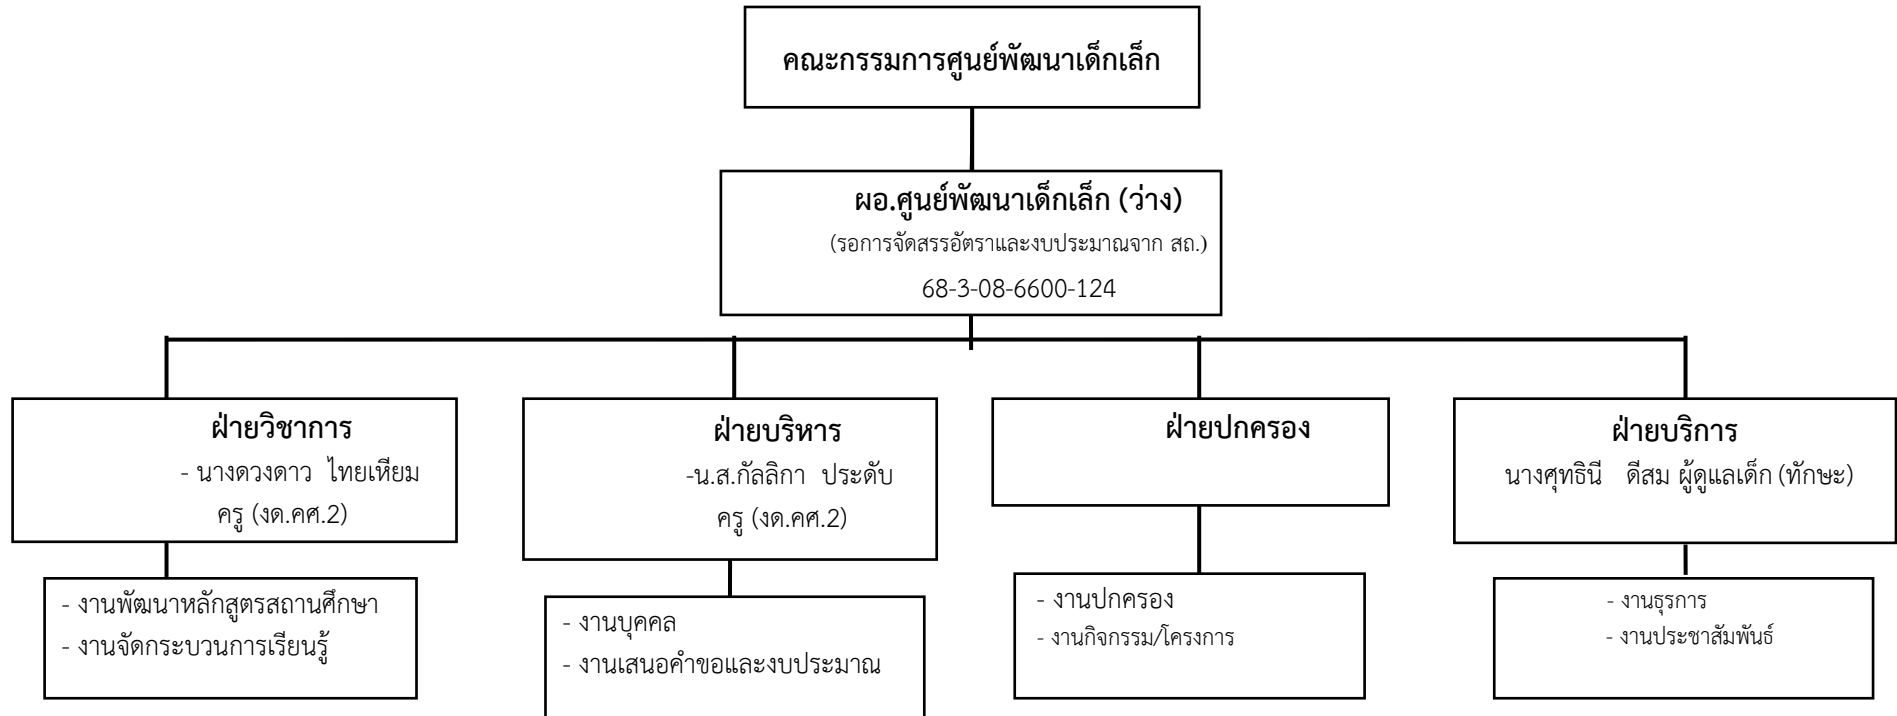 คณะกรรมการศูนย์พัฒนาเด็กเล็ก
ผอ.ศูนย์พัฒนาเด็กเล็ก (ว่าง)
(รอการจัดสรรอัตราและงบประมาณจาก สถ.)
68-3-08-6600-124
ฝ่ายวิชาการ
- นางดวงดาว ไทยเหียม
ครู (งด.คศ.2)
- งานพัฒนาหลักสูตรสถานศึกษา
- งานจัดกระบวนการเรียนรู้
ฝ่ายบริหาร
-น.ส.กัลลิกา ประดับ
ครู (งด.คศ.2)
- งานบุคคล
- งานเสนอคำขอและงบประมาณ
ฝ่ายปกครอง
- งานปกครอง
- งานกิจกรรม/โครงการ
ฝ่ายบริการ
นางศุทธินี ดีสม ผู้ดูแลเด็ก (ทักษะ)
- งานธุรการ
- งานประชาสัมพันธ์